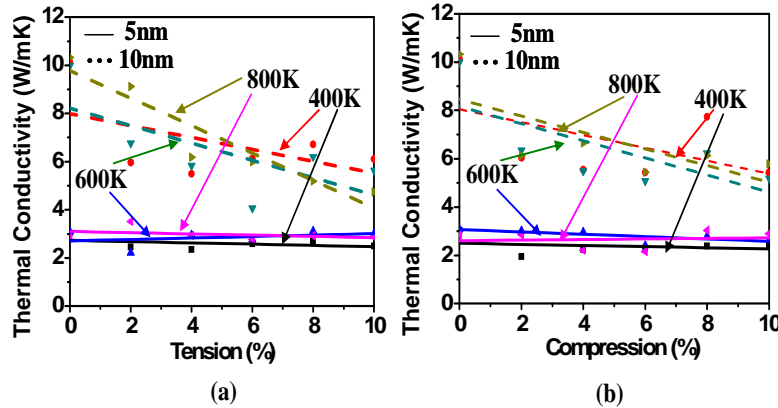 (a)
5nm
10nm
800K
400K
600K
Thermal Conductivity (W/mK)
12
10
8
6
4
2
0
0 2 4 6 8 10
Tension (%)
(a)
(b)
5nm
10nm
800K
400K
600K
Thermal Conductivity (W/mK)
12
10
8
6
4
2
0
0 2 4 6 8 10
Compression (%)
(b)